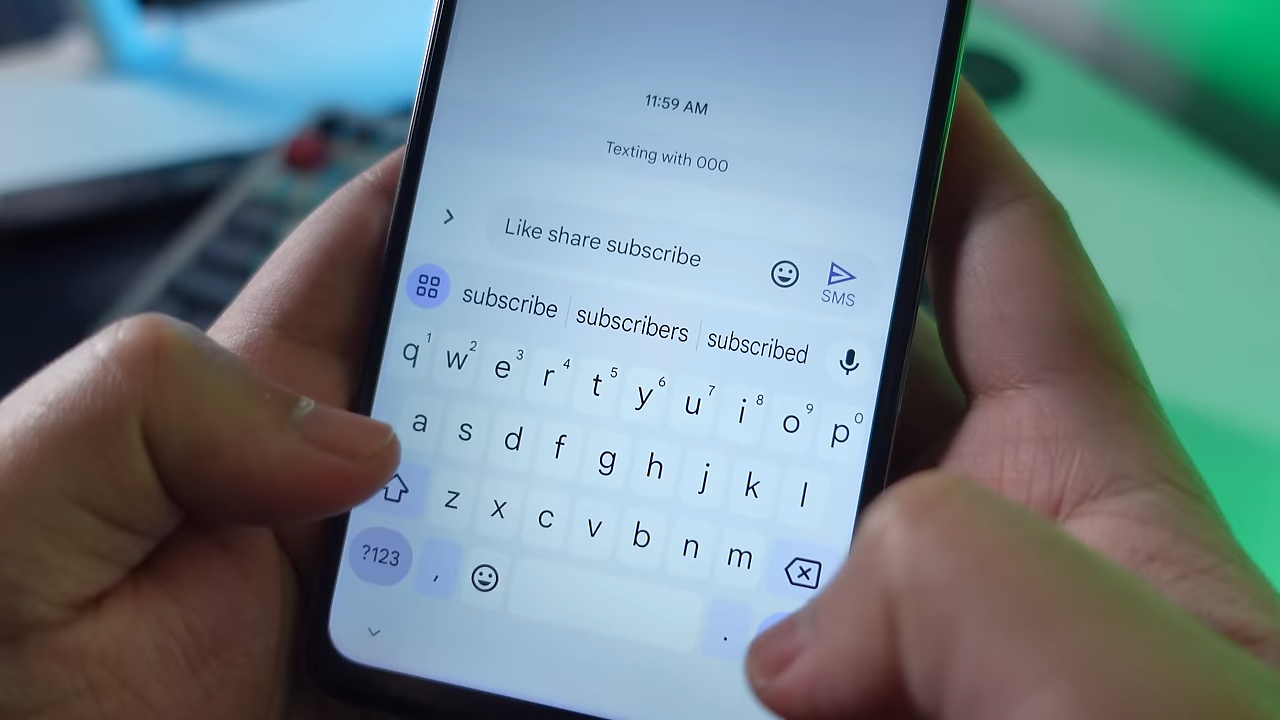 11:59 AM
Texting with 000
Like share subscribe
SMS
subscribe subscribers subscribed
q1 w2 e3 r4 t5 y6 u7 i8 o9 p0
a s d f g h j k l
z x c v b n m
?123 , .